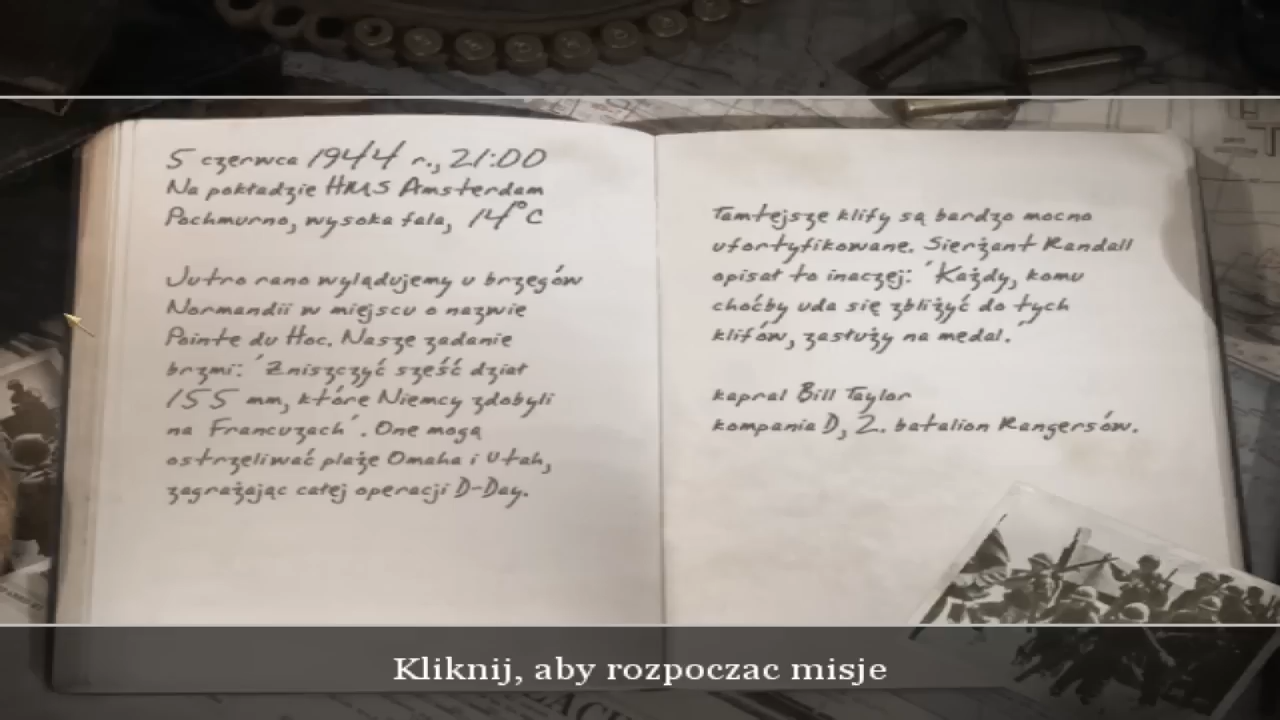 5 czerwca 1944 r., 21:00
Na pokładzie HMS Amsterdam
Pochmurno, wysoka fala, 14°C
Jutro rano wylądujemy u brzegów
Normandii w miejscu o nazwie
Pointe du Hoc. Nasze zadanie
brzmi: ´Zniszczyć sześć dział
155 mm, które Niemcy zdobyli
na Francuzach´. One mogą
ostrzeliwać plaże Omaha i Utah,
zagrażając całej operacji D-Day.
Tamtejsze klify są bardzo mocno
ufortyfikowane. Sierżant Randall
opisał to inaczej: ´Każdy, komu
choćby uda się zbliżyć do tych
klifów, zasłuży na medal.´
kapral Bill Taylor
kompania D, 2. batalion Rangersów.
Kliknij, aby rozpoczac misje